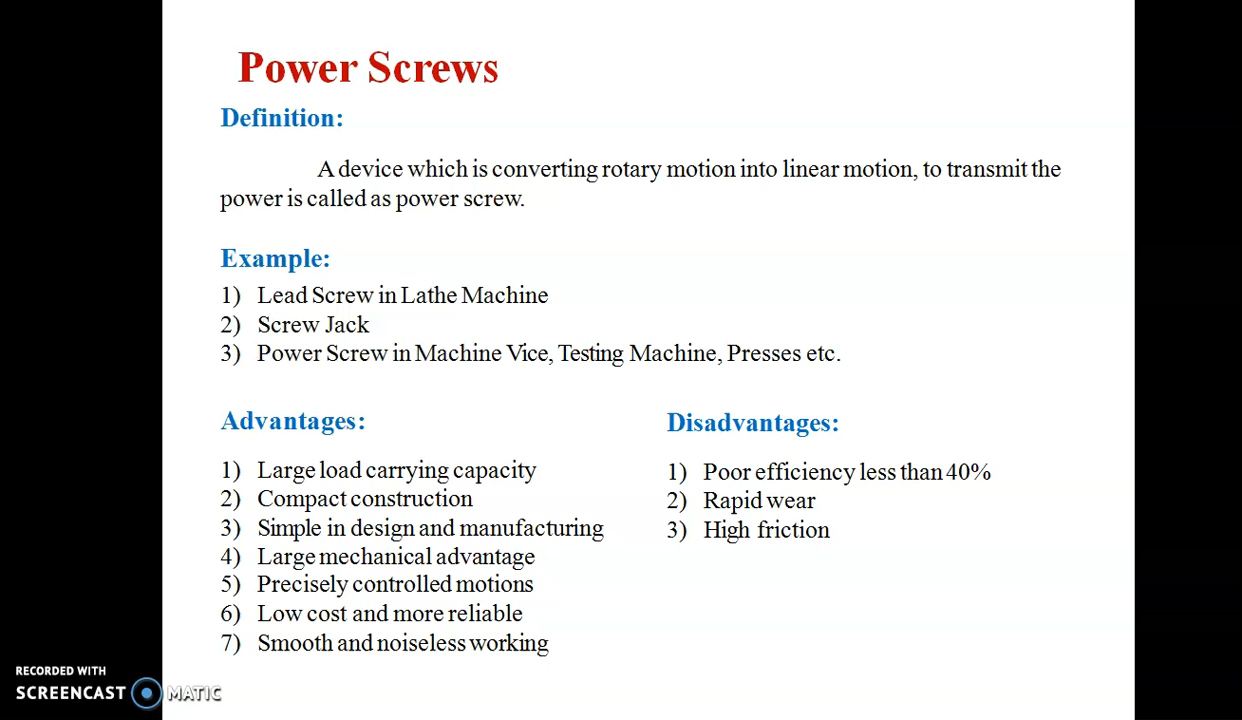 Power Screws
Definition:
A device which is converting rotary motion into linear motion, to transmit the
power is called as power screw.
Example:
1) Lead Screw in Lathe Machine
2) Screw Jack
3) Power Screw in Machine Vice, Testing Machine, Presses etc.
Advantages:
1) Large load carrying capacity
2) Compact construction
3) Simple in design and manufacturing
4) Large mechanical advantage
5) Precisely controlled motions
6) Low cost and more reliable
7) Smooth and noiseless working
Disadvantages:
1) Poor efficiency less than 40%
2) Rapid wear
3) High friction
RECORDED WITH
SCREENCAST MATIC